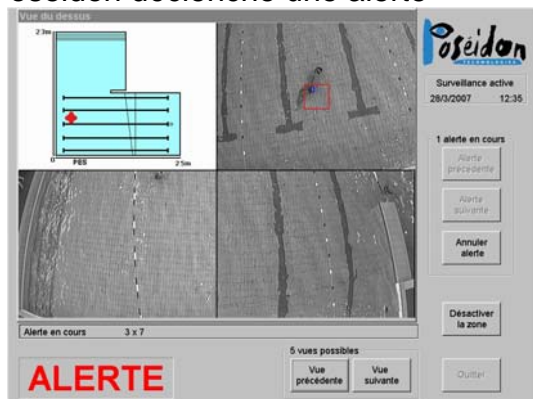 Vue du dessus
23m
0
PBS
25m
Poséidon
TECHNOLOGIES
Surveillance active
28/3/2007 12:35
1 alerte en cours
Alerte
précédente
Alerte
suivante
Annuler
alerte
Désactiver
la zone
Alerte en cours 3 x 7
ALERTE
5 vues possibles
Vue
précédente
Vue
suivante
Quitter